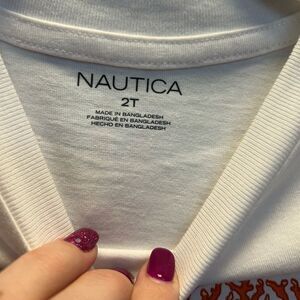 NAUTICA
2T
MADE IN BANGLADESH
FABRIQUÉ EN BANGLADESH
HECHO EN BANGLADESH